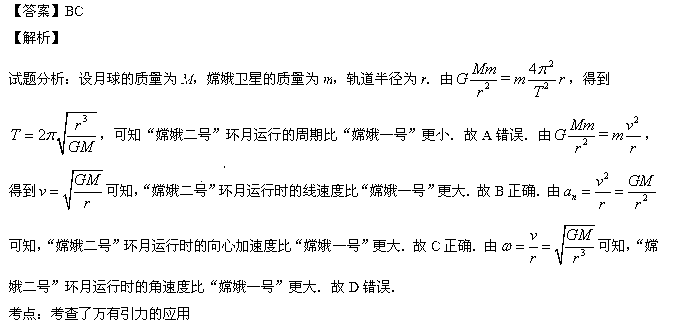 【答案】BC
【解析】
试题分析：设月球的质量为 M，嫦娥卫星的质量为 m，轨道半径为 r．由 $G\frac{Mm}{r^2}=m\frac{4\pi^2}{T^2}r$，得到
$T=2\pi\sqrt{\frac{r^3}{GM}}$，可知“嫦娥二号”环月运行的周期比“嫦娥一号”更小．故 A 错误．由 $G\frac{Mm}{r^2}=m\frac{v^2}{r}$，
得到 $v=\sqrt{\frac{GM}{r}}$ 可知，“嫦娥二号”环月运行时的线速度比“嫦娥一号”更大．故 B 正确．由 $a_n=\frac{v^2}{r}=\frac{GM}{r^2}$
可知，“嫦娥二号”环月运行时的向心加速度比“嫦娥一号”更大．故 C 正确．由 $\omega=\frac{v}{r}=\sqrt{\frac{GM}{r^3}}$ 可知，“嫦
娥二号”环月运行时的角速度比“嫦娥一号”更大．故 D 错误．
考点：考查了万有引力的应用